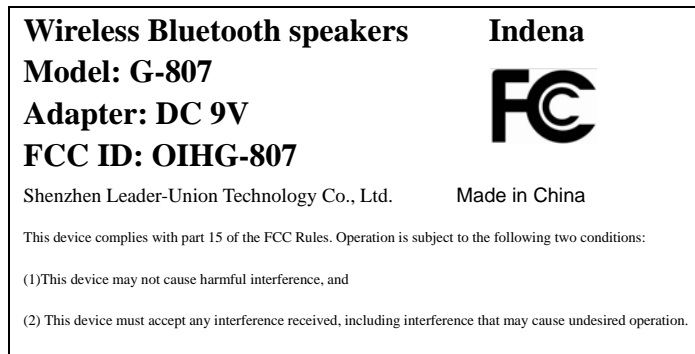 Wireless Bluetooth speakers Indena
Model: G-807
Adapter: DC 9V
FCC
FCC ID: OIHG-807
Shenzhen Leader-Union Technology Co., Ltd. Made in China
This device complies with part 15 of the FCC Rules. Operation is subject to the following two conditions:
(1)This device may not cause harmful interference, and
(2) This device must accept any interference received, including interference that may cause undesired operation.